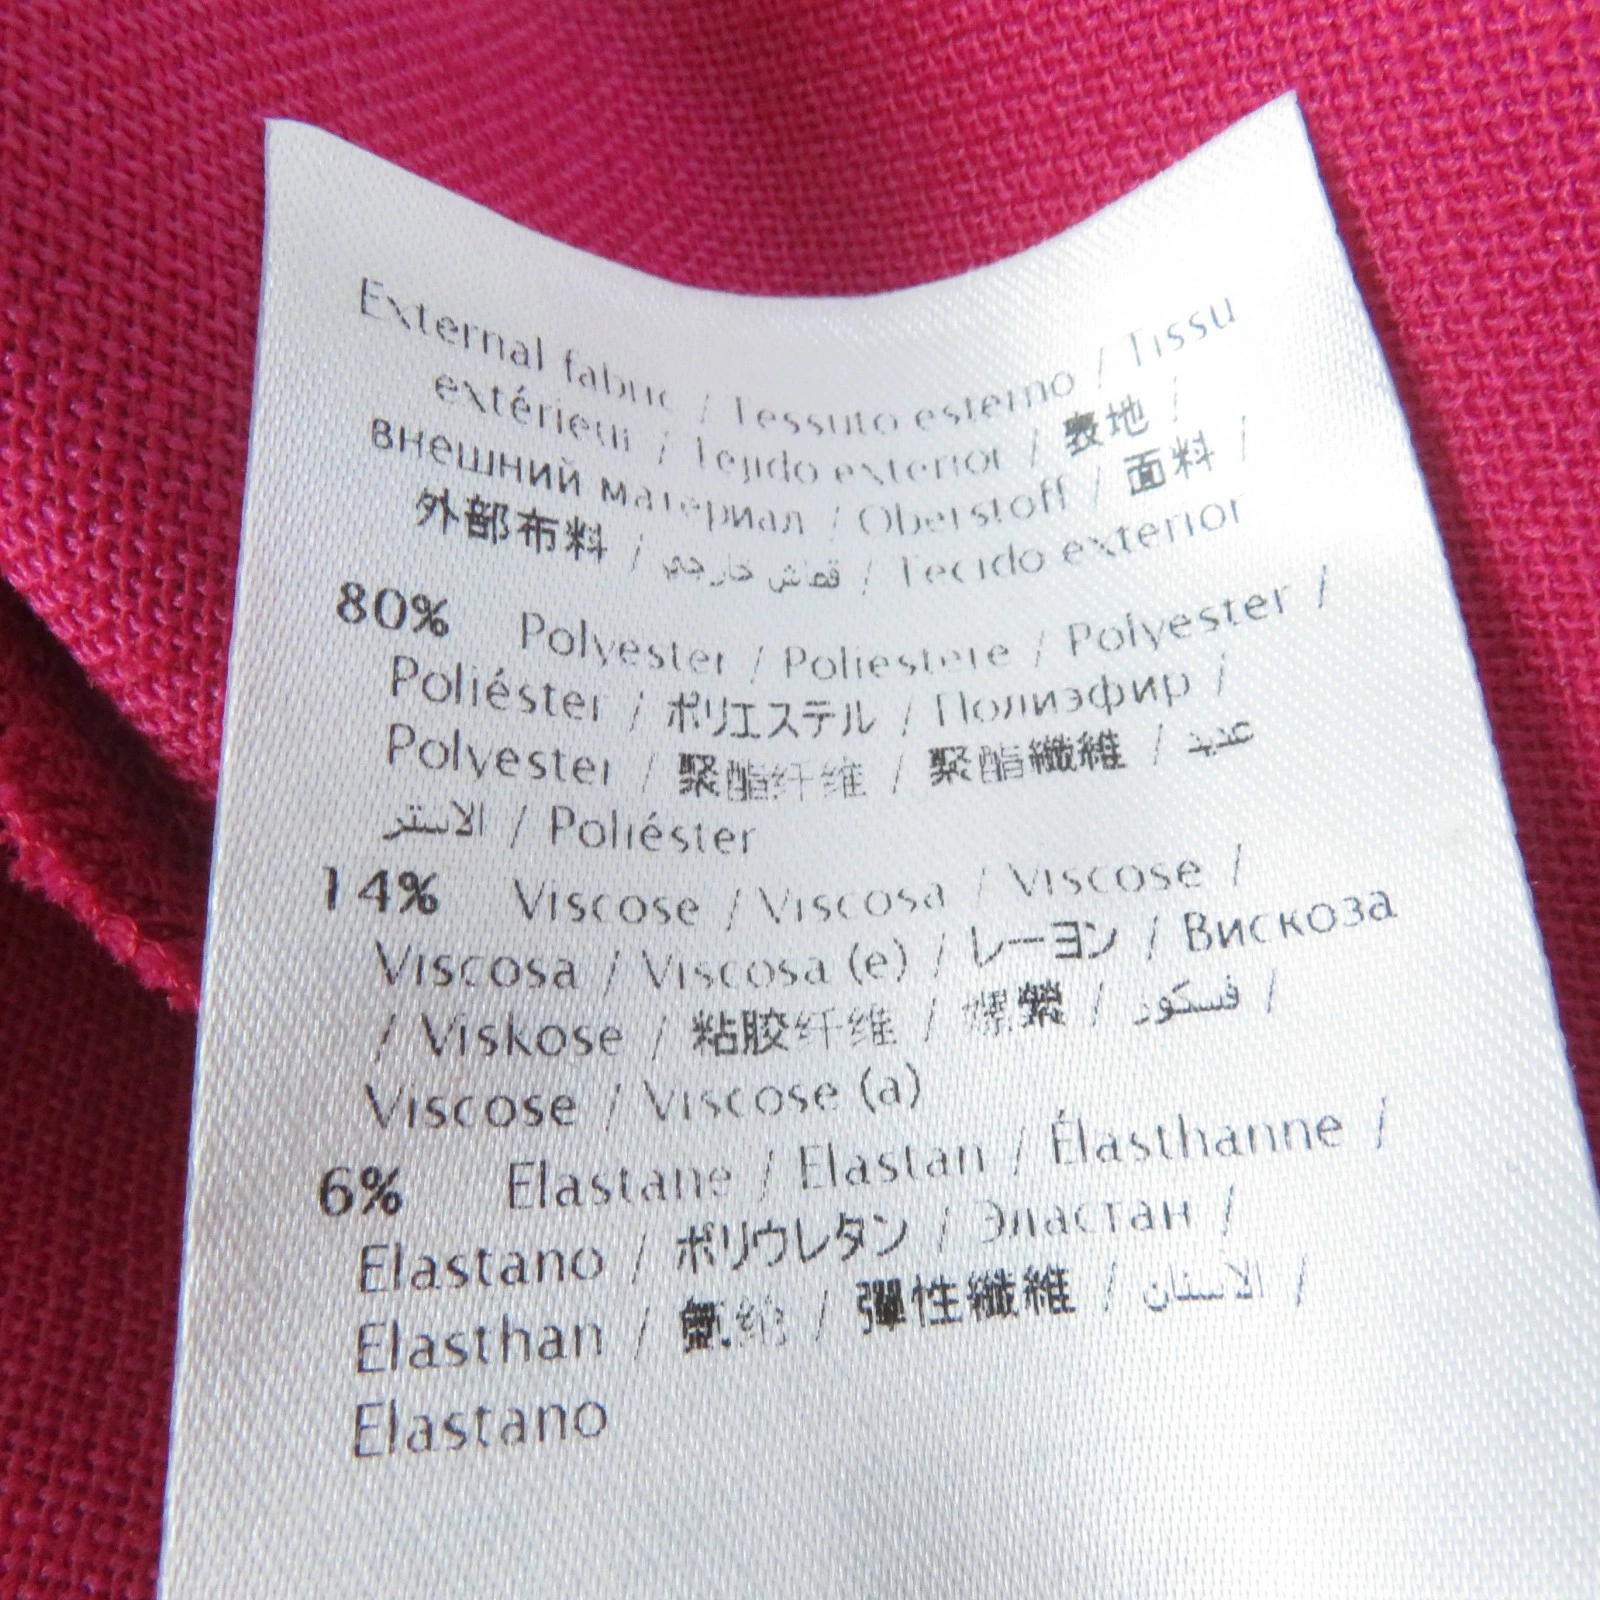 External fabric / Tessuto esterno / Tissu
extérieur / Tejido exterior / 表地 /
внешний материал / Oberstoff / 面料 /
外部布料 / قماش خارجي / Tecido exterior
80% Polyester / Poliestere / Polyester /
Poliéster / ポリエステル / Полиэфир /
Polyester / 聚酯纤维 / 聚酯纖維 / عديد
الاستر / Poliéster
14% Viscose / Viscosa / Viscose /
Viscosa / Viscosa (e) / レーヨン / Вискоза
/ Viskose / 粘胶纤维 / 嫘縈 / فسكوز /
Viscose / Viscose (a)
6% Elastane / Elastan / Élasthanne /
Elastano / ポリウレタン / Эластан /
Elasthan / 氨纶 / 彈性纖維 / الاستان /
Elastano